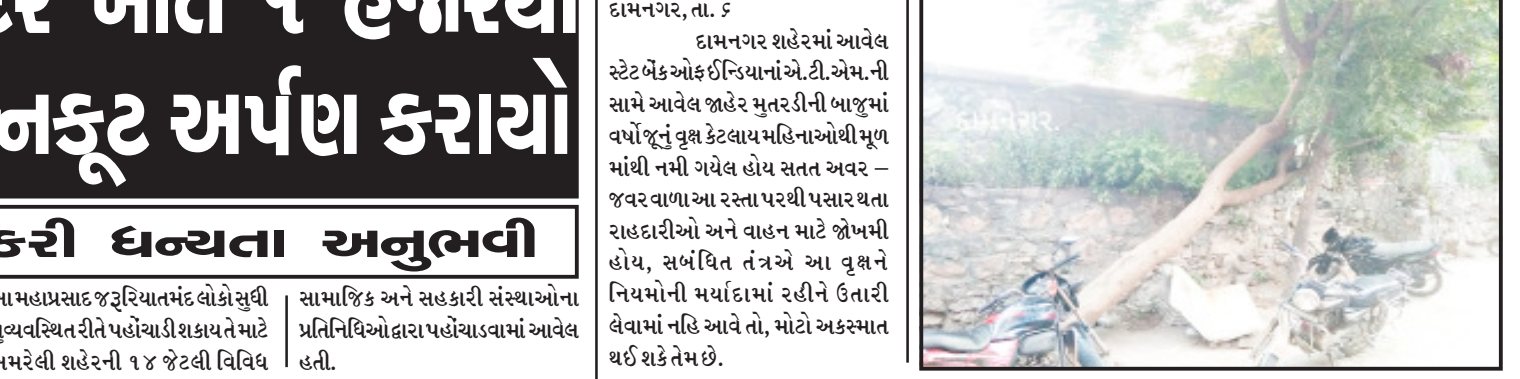 અર્પણ કરાયો
કરી ધન્યતા અનુભવી
મહાપ્રસાદ જરૂરિયાતમંદ લોકો સુધી
વ્યવસ્થિત રીતે પહોંચાડી શકાય તે માટે
અમરેલી શહેરની ૧૪ જેટલી વિવિધ
સામાજિક અને સહકારી સંસ્થાઓના
પ્રતિનિધિઓ દ્વારા પહોંચાડવામાં આવેલ
હતી.
દામનગર, તા. ૬
દામનગર શહેરમાં આવેલ
સ્ટેટ બેંક ઓફ ઈન્ડિયાનાં એ.ટી.એમ.ની
સામે આવેલ જાહેર મુતરડીની બાજુમાં
વર્ષો જૂનું વૃક્ષ કેટલાય મહિનાઓથી મૂળ
માંથી નમી ગયેલ હોય સતત અવર –
જવર વાળા આ રસ્તા પરથી પસાર થતા
રાહદારીઓ અને વાહન માટે જોખમી
હોય, સબંધિત તંત્રએ આ વૃક્ષને
નિયમોની મર્યાદામાં રહીને ઉતારી
લેવામાં નહિ આવે તો, મોટો અકસ્માત
થઈ શકે તેમ છે.
દામનગર.